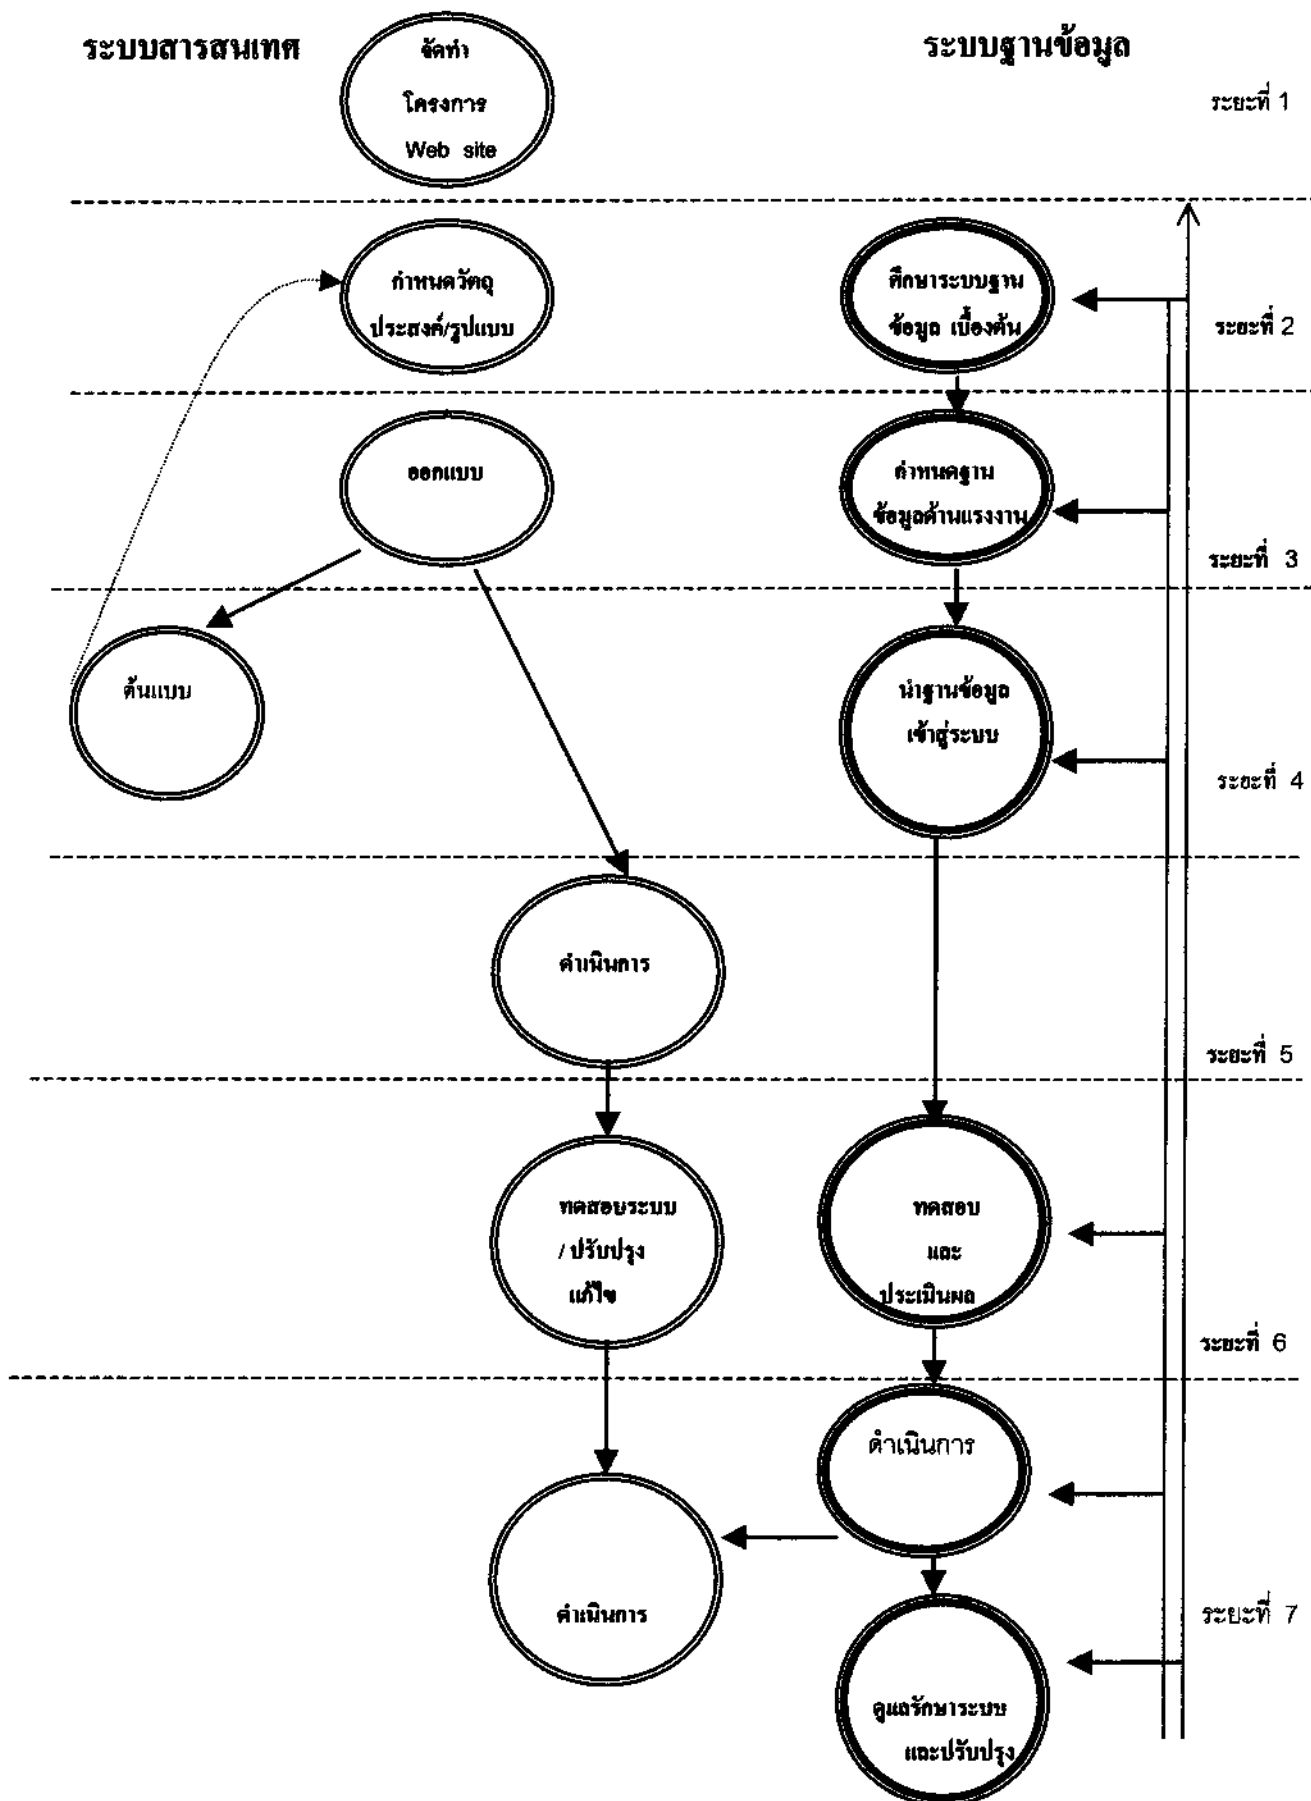 ระบบสารสนเทศ
ระบบฐานข้อมูล
จัดทำ
โครงการ
Web site
ระยะที่ 1
กำหนดวัตถุ
ประสงค์/รูปแบบ
ศึกษาระบบฐาน
ข้อมูล เบื้องต้น
ระยะที่ 2
ออกแบบ
กำหนดฐาน
ข้อมูลด้านแรงงาน
ระยะที่ 3
ต้นแบบ
นำฐานข้อมูล
เข้าสู่ระบบ
ระยะที่ 4
ดำเนินการ
ระยะที่ 5
ทดสอบระบบ
/ ปรับปรุง
แก้ไข
ทดสอบ
และ
ประเมินผล
ระยะที่ 6
ดำเนินการ
ดำเนินการ
ระยะที่ 7
ดูแลรักษาระบบ
และปรับปรุง